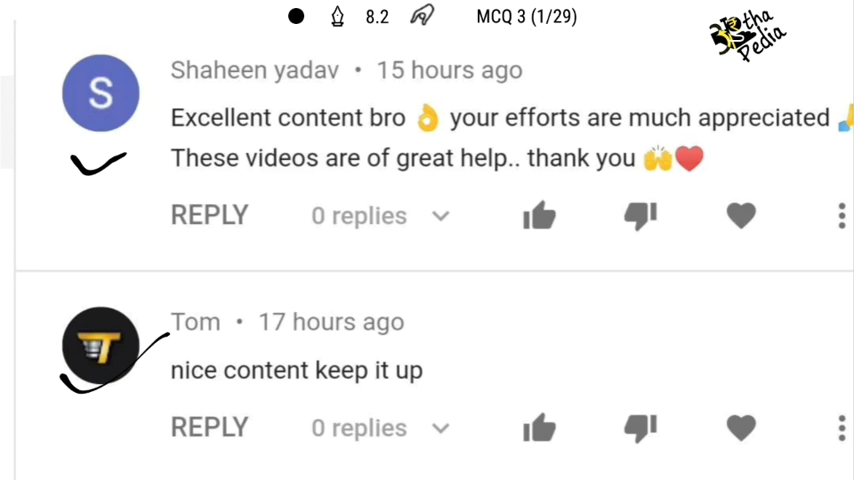 8.2 MCQ 3 (1/29)
tha
Pedia
S
Shaheen yadav • 15 hours ago
Excellent content bro 👌 your efforts are much appreciated
These videos are of great help.. thank you 🙌❤️
REPLY 0 replies
T
Tom • 17 hours ago
nice content keep it up
REPLY 0 replies